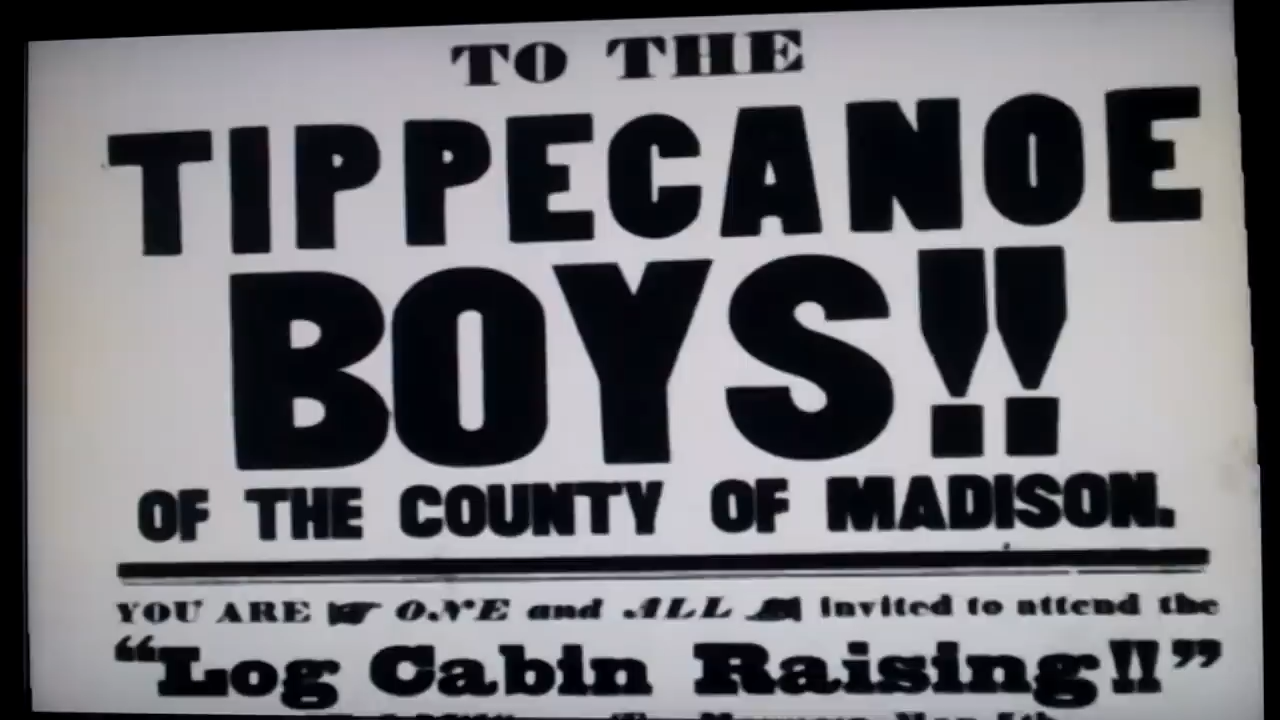 TO THE
TIPPECANOE
BOYS!!
OF THE COUNTY OF MADISON.
YOU ARE ☞ ONE and ALL ☜ invited to attend the
“Log Cabin Raising!!”